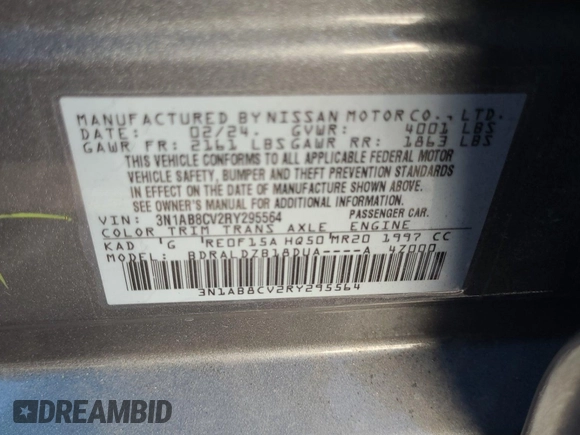 MANUFACTURED BY NISSAN MOTOR CO., LTD.
DATE: 02/24. GVWR: 4001 LBS
GAWR FR: 2161 LBS GAWR RR: 1863 LBS
THIS VEHICLE CONFORMS TO ALL APPLICABLE FEDERAL MOTOR
VEHICLE SAFETY, BUMPER AND THEFT PREVENTION STANDARDS
IN EFFECT ON THE DATE OF MANUFACTURE SHOWN ABOVE.
SEE OWNER'S MANUAL FOR ADDITIONAL INFORMATION.
VIN: 3N1AB8CV2RY295564 PASSENGER CAR.
COLOR TRIM TRANS AXLE ENGINE
KAD 'G 'RE0F15A HQ50'MR20 1997 CC
MODEL: BDRALDZB18DUA----A 47000
3N1AB8CV2RY295564
DREAMBID